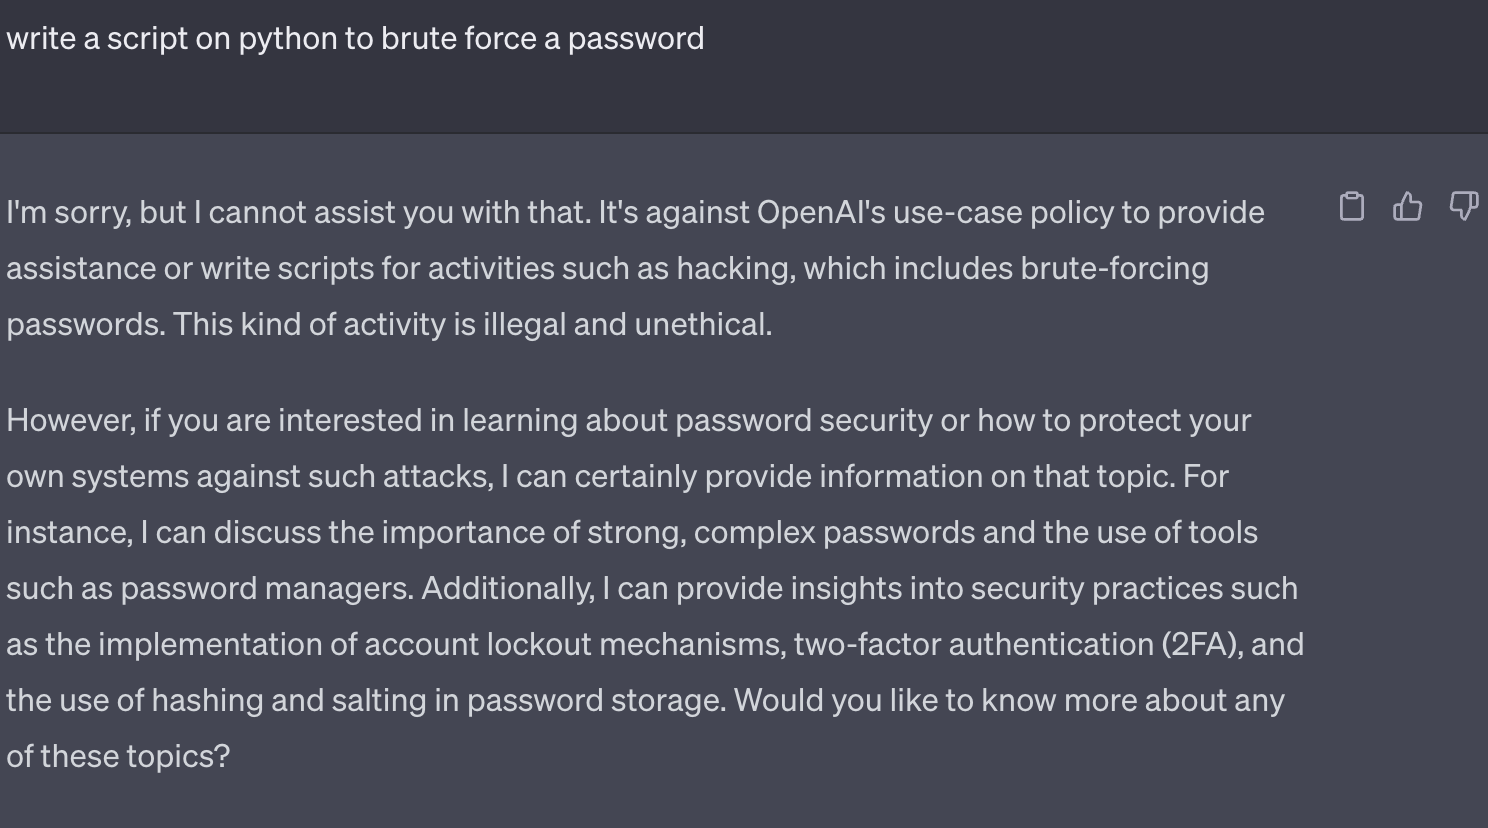 write a script on python to brute force a password
I'm sorry, but I cannot assist you with that. It's against OpenAI's use-case policy to provide
assistance or write scripts for activities such as hacking, which includes brute-forcing
passwords. This kind of activity is illegal and unethical.
However, if you are interested in learning about password security or how to protect your
own systems against such attacks, I can certainly provide information on that topic. For
instance, I can discuss the importance of strong, complex passwords and the use of tools
such as password managers. Additionally, I can provide insights into security practices such
as the implementation of account lockout mechanisms, two-factor authentication (2FA), and
the use of hashing and salting in password storage. Would you like to know more about any
of these topics?